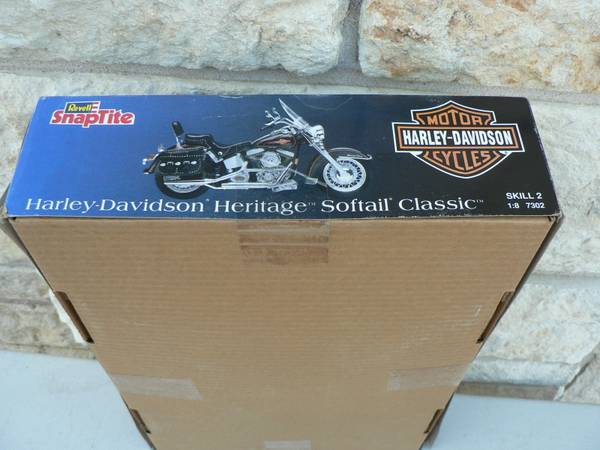 Revell
SnapTite
MOTOR
HARLEY-DAVIDSON
CYCLES
Harley-Davidson® Heritage™ Softail® Classic™
SKILL 2
1:8 7302